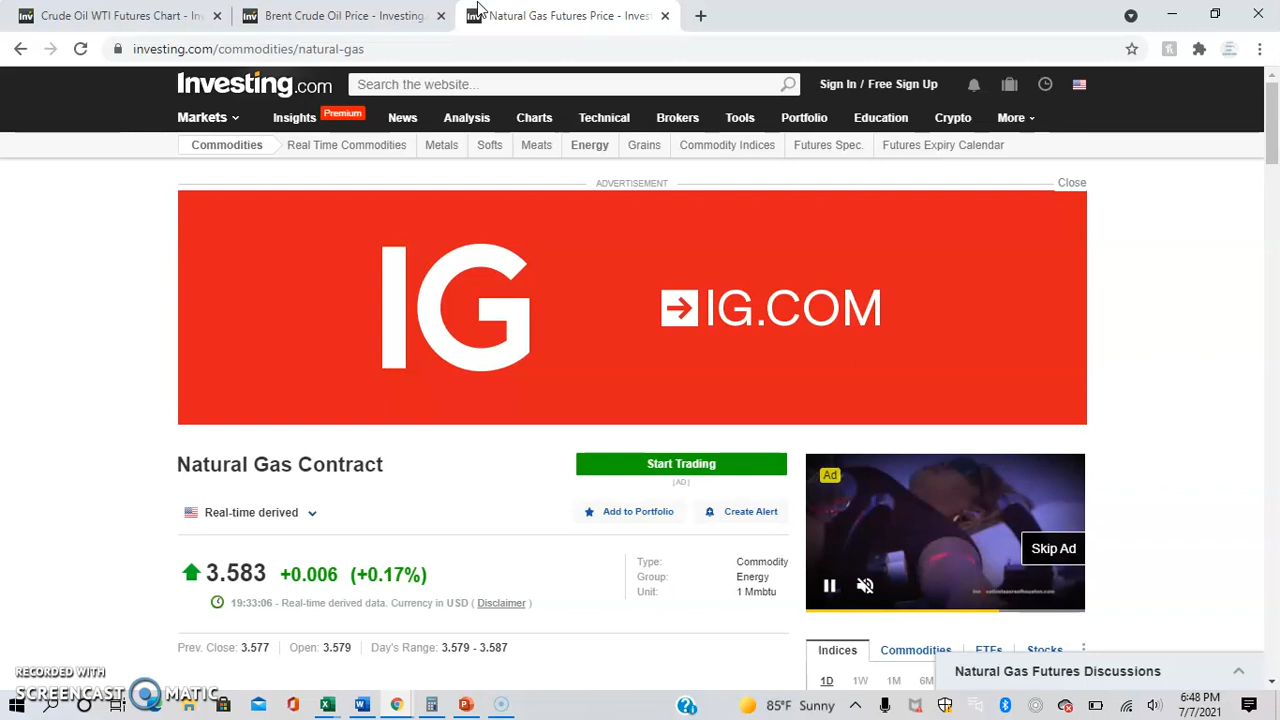 Crude Oil WTI Futures Chart - Inv
Brent Crude Oil Price - Investing.
Natural Gas Futures Price - Inves
investing.com/commodities/natural-gas
Investing.com
Search the website...
Sign In / Free Sign Up
Markets
Insights
Premium
News
Analysis
Charts
Technical
Brokers
Tools
Portfolio
Education
Crypto
More
Commodities
Real Time Commodities
Metals
Softs
Meats
Energy
Grains
Commodity Indices
Futures Spec.
Futures Expiry Calendar
ADVERTISEMENT
Close
IG
IG.COM
Natural Gas Contract
Start Trading
[AD]
Ad
Real-time derived
Add to Portfolio
Create Alert
Skip Ad
3.583 +0.006 (+0.17%)
Type: Commodity
Group: Energy
Unit: 1 Mmbtu
19:33:06 - Real-time derived data. Currency in USD ( Disclaimer )
Prev. Close: 3.577
Open: 3.579
Day's Range: 3.579 - 3.587
Indices
Commodities
ETFs
Stocks
1D
1W
1M
Natural Gas Futures Discussions
RECORDED WITH
SCREENCAST MATIC
85°F Sunny
6:48 PM
7/7/2021